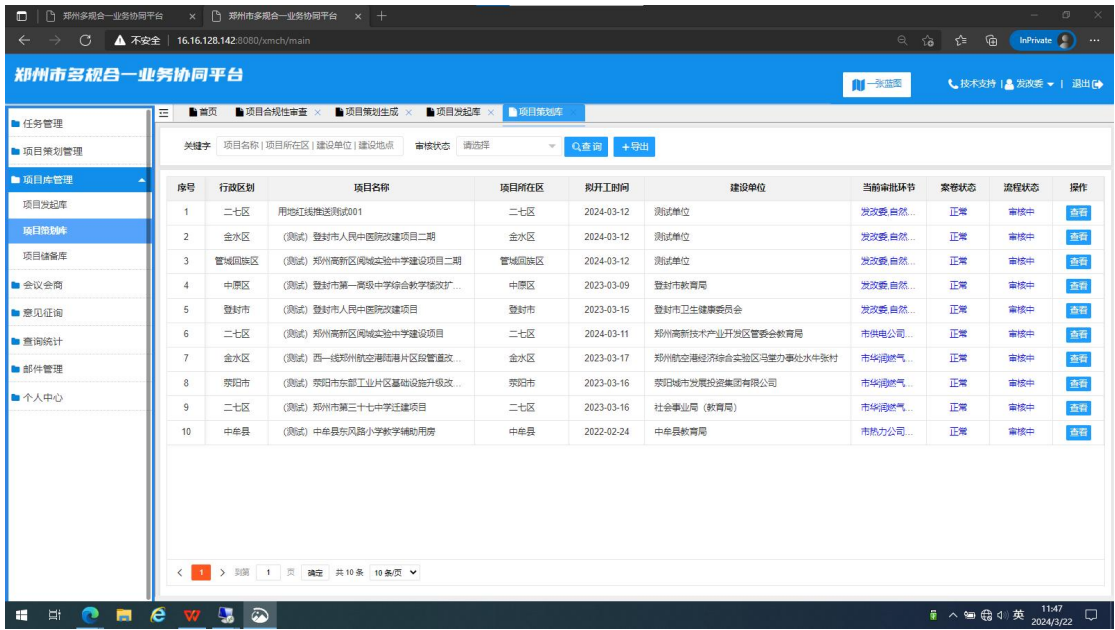 郑州多规合一业务协同平台 × 郑州市多规合一业务协同平台 × +
不安全 16.16.128.142:8080/xmch/main InPrivate
郑州市多规合一业务协同平台
一张蓝图 技术支持 | 发改委 | 退出
首页 项目合规性审查 × 项目策划生成 × 项目发起库 × 项目策划库 ×
任务管理
项目策划管理
项目库管理
项目发起库
项目策划库
项目储备库
会议会商
意见征询
查询统计
邮件管理
个人中心
关键字 项目名称 | 项目所在区 | 建设单位 | 建设地点 审核状态 请选择 查询 +导出
序号 行政区划 项目名称 项目所在区 拟开工时间 建设单位 当前审批环节 案卷状态 流程状态 操作
1 二七区 用地红线推送测试001 二七区 2024-03-12 测试单位 发改委,自然... 正常 审核中 查看
2 金水区 (测试) 登封市人民中医院改建项目二期 金水区 2024-03-12 测试单位 发改委,自然... 正常 审核中 查看
3 管城回族区 (测试) 郑州高新区阅城实验中学建设项目二期 管城回族区 2024-03-12 测试单位 发改委,自然... 正常 审核中 查看
4 中原区 (测试) 登封市第一高级中学综合教学楼改扩... 中原区 2023-03-09 登封市教育局 发改委,自然... 正常 审核中 查看
5 登封市 (测试) 登封市人民中医院改建项目 登封市 2023-03-15 登封市卫生健康委员会 发改委,自然... 正常 审核中 查看
6 二七区 (测试) 郑州高新区阅城实验中学建设项目 二七区 2024-03-11 郑州高新技术产业开发区管委会教育局 市供电公司... 正常 审核中 查看
7 金水区 (测试) 西一线郑州航空港陆港片区段管道改... 金水区 2023-03-17 郑州航空港经济综合实验区冯堂办事处水牛张村 市华润燃气... 正常 审核中 查看
8 荥阳市 (测试) 荥阳市东部工业片区基础设施升级改... 荥阳市 2023-03-16 荥阳城市发展投资集团有限公司 市华润燃气... 正常 审核中 查看
9 二七区 (测试) 郑州市第三十七中学迁建项目 二七区 2023-03-16 社会事业局 (教育局) 市华润燃气... 正常 审核中 查看
10 中牟县 (测试) 中牟县东风路小学教学辅助用房 中牟县 2022-02-24 中牟县教育局 市热力公司... 正常 审核中 查看
< 1 > 到第 1 页 确定 共 10 条 10 条/页
英 11:47
2024/3/22